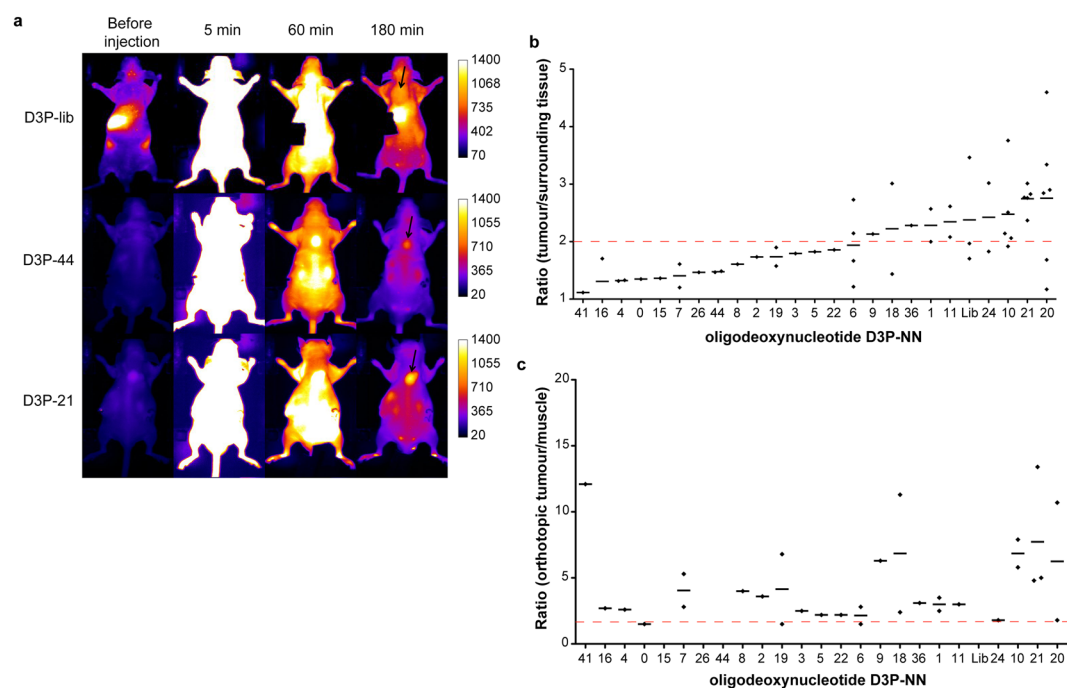 a
Before injection 5 min 60 min 180 min
D3P-lib
1400
1068
735
402
70
D3P-44
1400
1055
710
365
20
D3P-21
1400
1055
710
365
20
b
Ratio (tumour/surrounding tissue)
5
4
3
2
1
41 16 4 0 15 7 26 44 8 2 19 3 5 22 6 9 18 36 1 11 Lib 24 10 21 20
oligodeoxynucleotide D3P-NN
c
Ratio (orthotopic tumour/muscle)
20
15
10
5
0
41 16 4 0 15 7 26 44 8 2 19 3 5 22 6 9 18 36 1 11 Lib 24 10 21 20
oligodeoxynucleotide D3P-NN